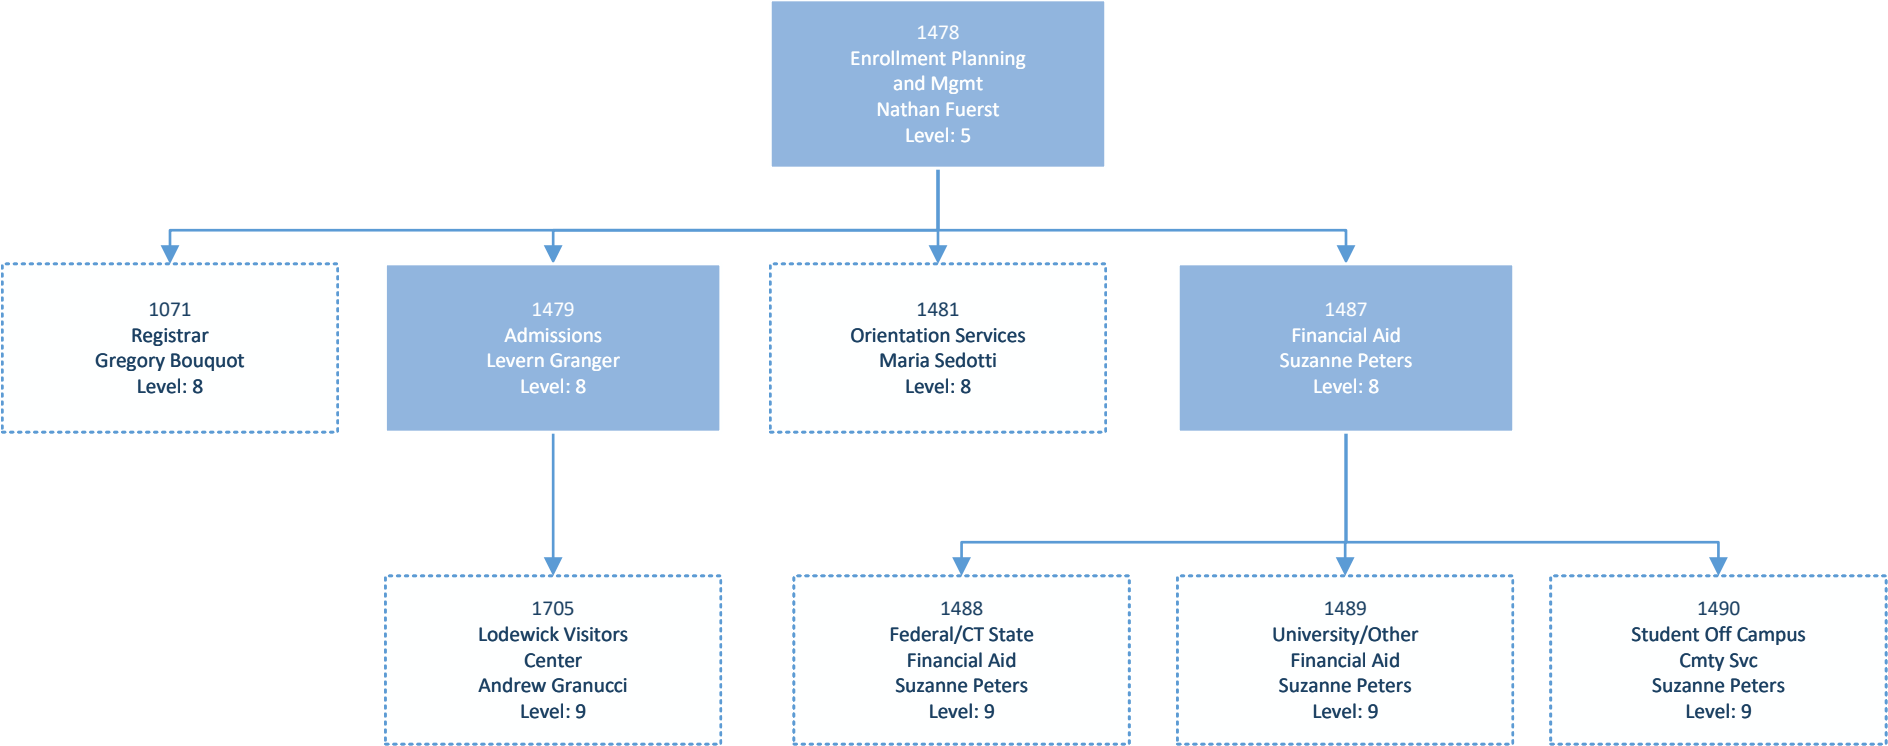 1478
Enrollment Planning
and Mgmt
Nathan Fuerst
Level: 5
1071
Registrar
Gregory Bouquot
Level: 8
1479
Admissions
Levern Granger
Level: 8
1481
Orientation Services
Maria Sedotti
Level: 8
1487
Financial Aid
Suzanne Peters
Level: 8
1705
Lodewick Visitors
Center
Andrew Granucci
Level: 9
1488
Federal/CT State
Financial Aid
Suzanne Peters
Level: 9
1489
University/Other
Financial Aid
Suzanne Peters
Level: 9
1490
Student Off Campus
Cmty Svc
Suzanne Peters
Level: 9